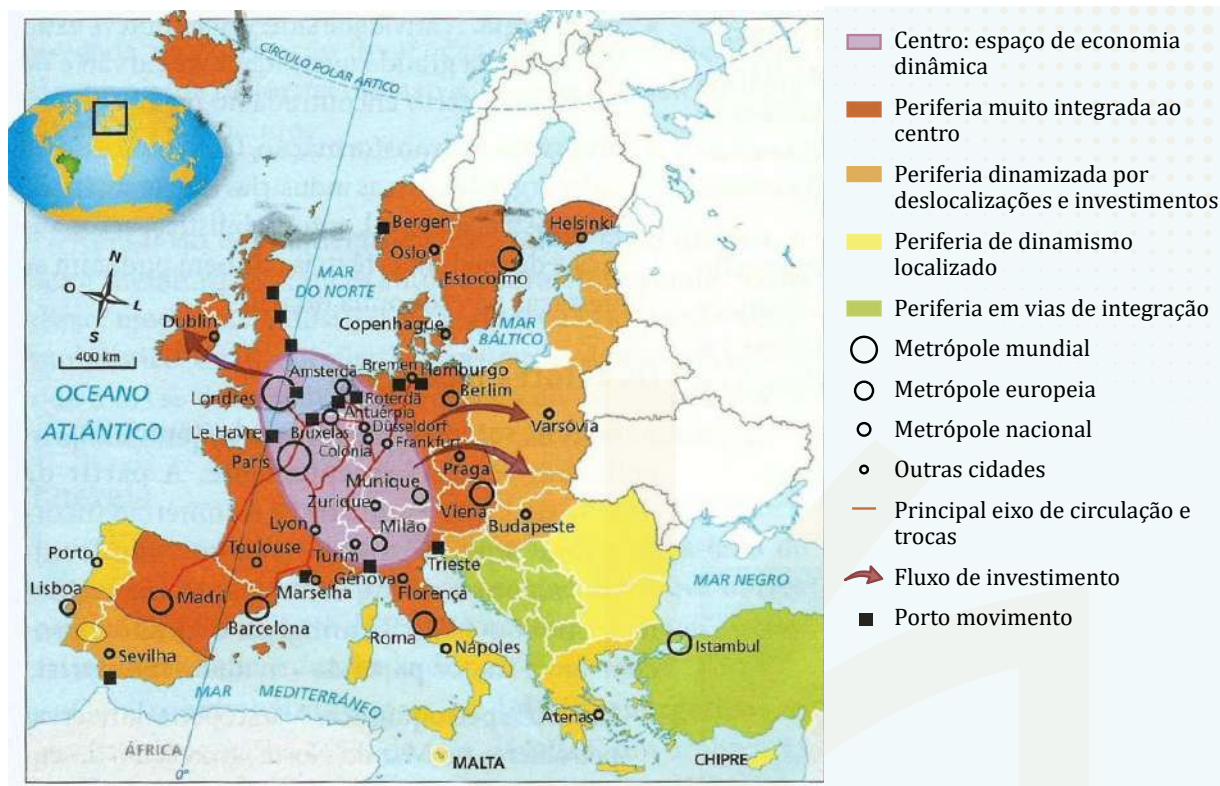 CÍRCULO POLAR ÁRTICO
N
O
L
S
400 km
OCEANO
ATLÂNTICO
MAR
DO NORTE
MAR
BÁLTICO
Bergen
Oslo
Helsinki
Estocolmo
Dublin
Copenhague
Bremen
Hamburgo
Amsterdã
Berlim
Londres
Roterdã
Antuérpia
Düsseldorf
Varsóvia
Le Havre
Bruxelas
Colônia
Frankfurt
Paris
Praga
Munique
Zurique
Viena
Lyon
Milão
Budapeste
Porto
Toulouse
Turim
Trieste
MAR NEGRO
Lisboa
Madri
Marselha
Gênova
Florença
Barcelona
Roma
Istambul
Sevilha
Nápoles
MAR
MEDITERRÂNEO
Atenas
ÁFRICA
0°
MALTA
CHIPRE
Centro: espaço de economia
dinâmica
Periferia muito integrada ao
centro
Periferia dinamizada por
deslocalizações e investimentos
Periferia de dinamismo
localizado
Periferia em vias de integração
Metrópole mundial
Metrópole europeia
Metrópole nacional
Outras cidades
Principal eixo de circulação e
trocas
Fluxo de investimento
Porto movimento